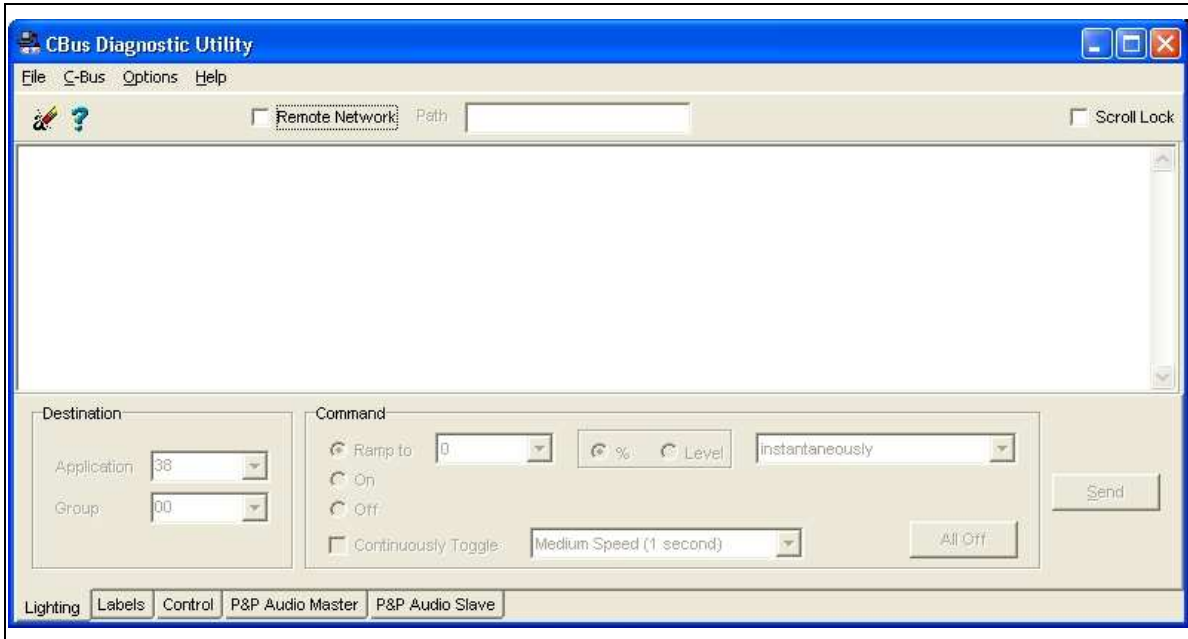 CBus Diagnostic Utility
File C-Bus Options Help
Remote Network Path Scroll Lock
Destination
Application 38
Group 00
Command
Ramp to 0 % Level instantaneously
On
Off
Continuously Toggle Medium Speed (1 second) All Off
Send
Lighting Labels Control P&P Audio Master P&P Audio Slave